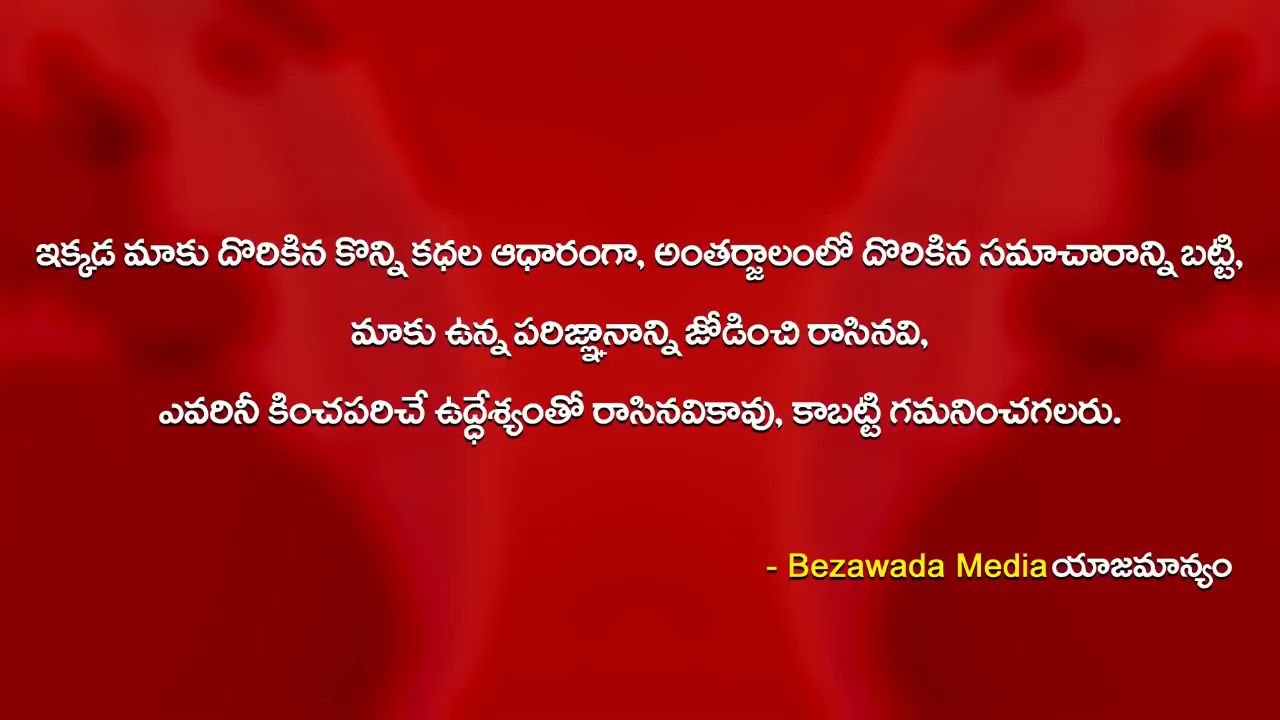 ఇక్కడ మాకు దొరికిన కొన్ని కధల ఆధారంగా, అంతర్జాలంలో దొరికిన సమాచారాన్ని బట్టి,
మాకు ఉన్న పరిజ్ఞానాన్ని జోడించి రాసినవి,
ఎవరినీ కించపరిచే ఉద్ధేశ్యంతో రాసినవికావు, కాబట్టి గమనించగలరు.
- Bezawada Media యాజమాన్యం